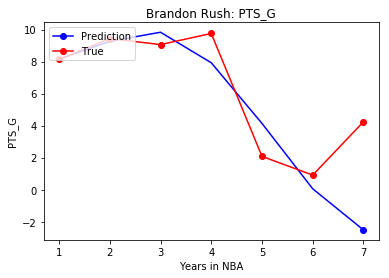 Brandon Rush: PTS_G
Prediction
True
10
8
6
4
2
0
−2
PTS_G
1 2 3 4 5 6 7
Years in NBA